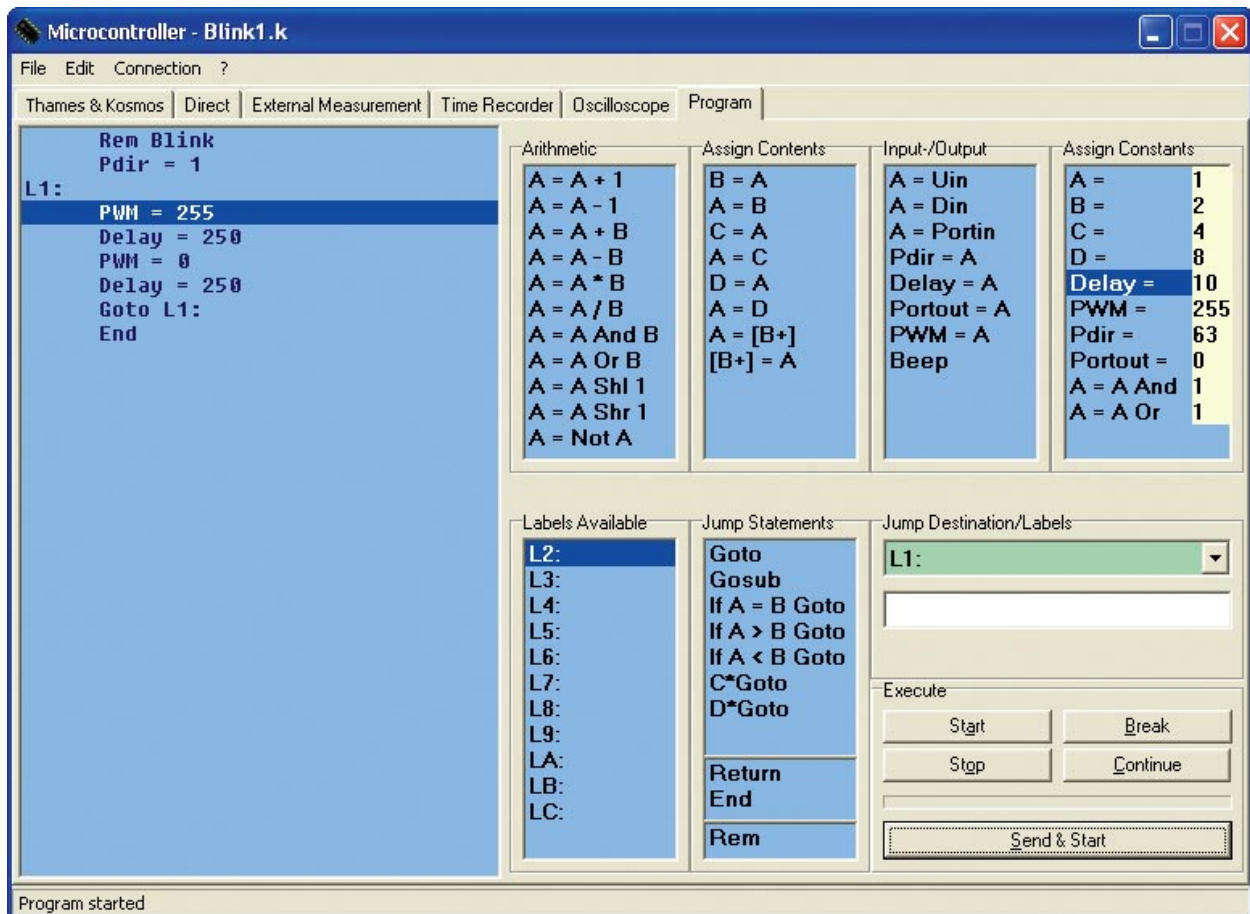 Microcontroller - Blink1.k
File Edit Connection ?
Thames & Kosmos Direct External Measurement Time Recorder Oscilloscope Program
Rem Blink
Pdir = 1
L1:
PWM = 255
Delay = 250
PWM = 0
Delay = 250
Goto L1:
End
Arithmetic
A = A + 1
A = A - 1
A = A + B
A = A - B
A = A * B
A = A / B
A = A And B
A = A Or B
A = A Shl 1
A = A Shr 1
A = Not A
Assign Contents
B = A
A = B
C = A
A = C
D = A
A = D
A = [B+]
[B+] = A
Input-/Output
A = Uin
A = Din
A = Portin
Pdir = A
Delay = A
Portout = A
PWM = A
Beep
Assign Constants
A = 1
B = 2
C = 4
D = 8
Delay = 10
PWM = 255
Pdir = 63
Portout = 0
A = A And 1
A = A Or 1
Labels Available
L2:
L3:
L4:
L5:
L6:
L7:
L8:
L9:
LA:
LB:
LC:
Jump Statements
Goto
Gosub
If A = B Goto
If A > B Goto
If A < B Goto
C*Goto
D*Goto
Return
End
Rem
Jump Destination/Labels
L1:
Execute
Start Break
Stop Continue
Send & Start
Program started